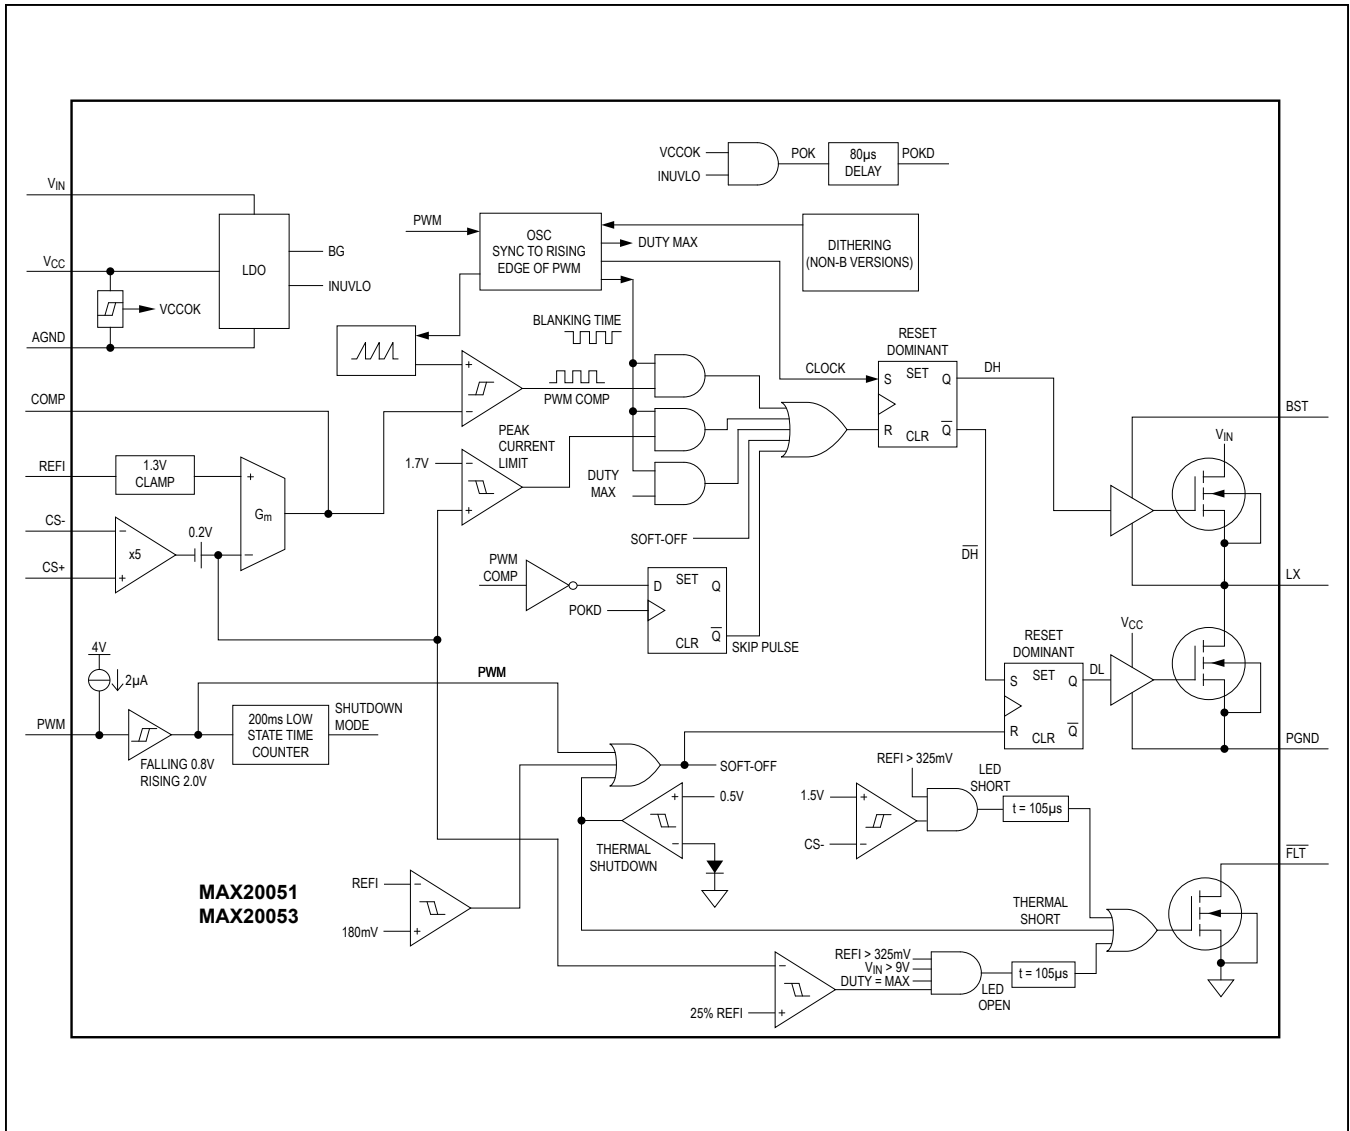 VCCOK
INUVLO
POK
80µs
DELAY
POKD
VIN
VCC
AGND
LDO
BG
INUVLO
VCCOK
PWM
OSC
SYNC TO RISING
EDGE OF PWM
DUTY MAX
DITHERING
(NON-B VERSIONS)
BLANKING TIME
PWM COMP
COMP
REFI
1.3V
CLAMP
CS-
CS+
x5
0.2V
+
-
Gm
-
+
+
-
PEAK
CURRENT
LIMIT
1.7V
-
+
DUTY
MAX
SOFT-OFF
CLOCK
RESET
DOMINANT
S
SET
Q
R
CLR
Q
DH
DH
PWM
COMP
POKD
D
SET
Q
CLR
Q
SKIP PULSE
BST
VIN
LX
RESET
DOMINANT
S
SET
Q
R
CLR
Q
DL
VCC
PGND
4V
2µA
PWM
FALLING 0.8V
RISING 2.0V
200ms LOW
STATE TIME
COUNTER
SHUTDOWN
MODE
PWM
SOFT-OFF
+
0.5V
-
THERMAL
SHUTDOWN
REFI
-
180mV
+
MAX20051
MAX20053
REFI > 325mV
1.5V
+
CS-
-
LED
SHORT
t = 105µs
THERMAL
SHORT
FLT
REFI > 325mV
VIN > 9V
DUTY = MAX
-
25% REFI
+
LED
OPEN
t = 105µs